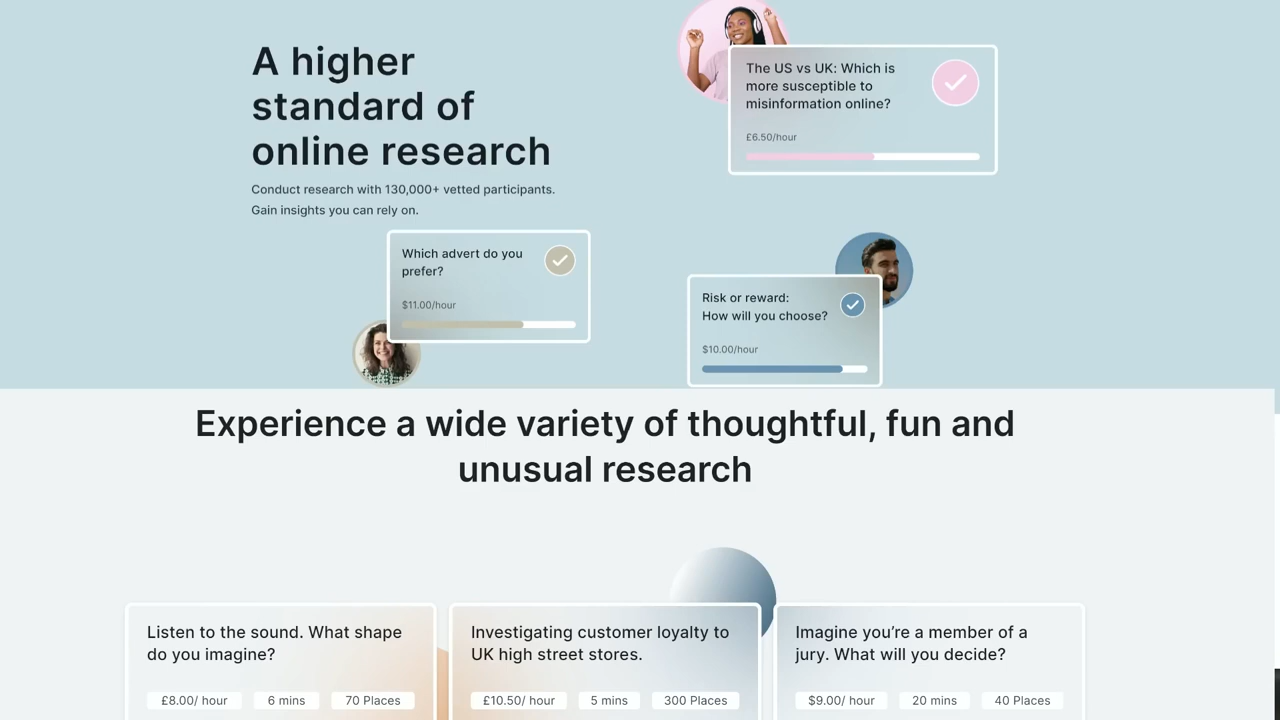 A higher
standard of
online research
Conduct research with 130,000+ vetted participants.
Gain insights you can rely on.
The US vs UK: Which is
more susceptible to
misinformation online?
£6.50/hour
Which advert do you
prefer?
$11.00/hour
Risk or reward:
How will you choose?
$10.00/hour
Experience a wide variety of thoughtful, fun and
unusual research
Listen to the sound. What shape
do you imagine?
£8.00/ hour
6 mins
70 Places
Investigating customer loyalty to
UK high street stores.
£10.50/ hour
5 mins
300 Places
Imagine you’re a member of a
jury. What will you decide?
$9.00/ hour
20 mins
40 Places